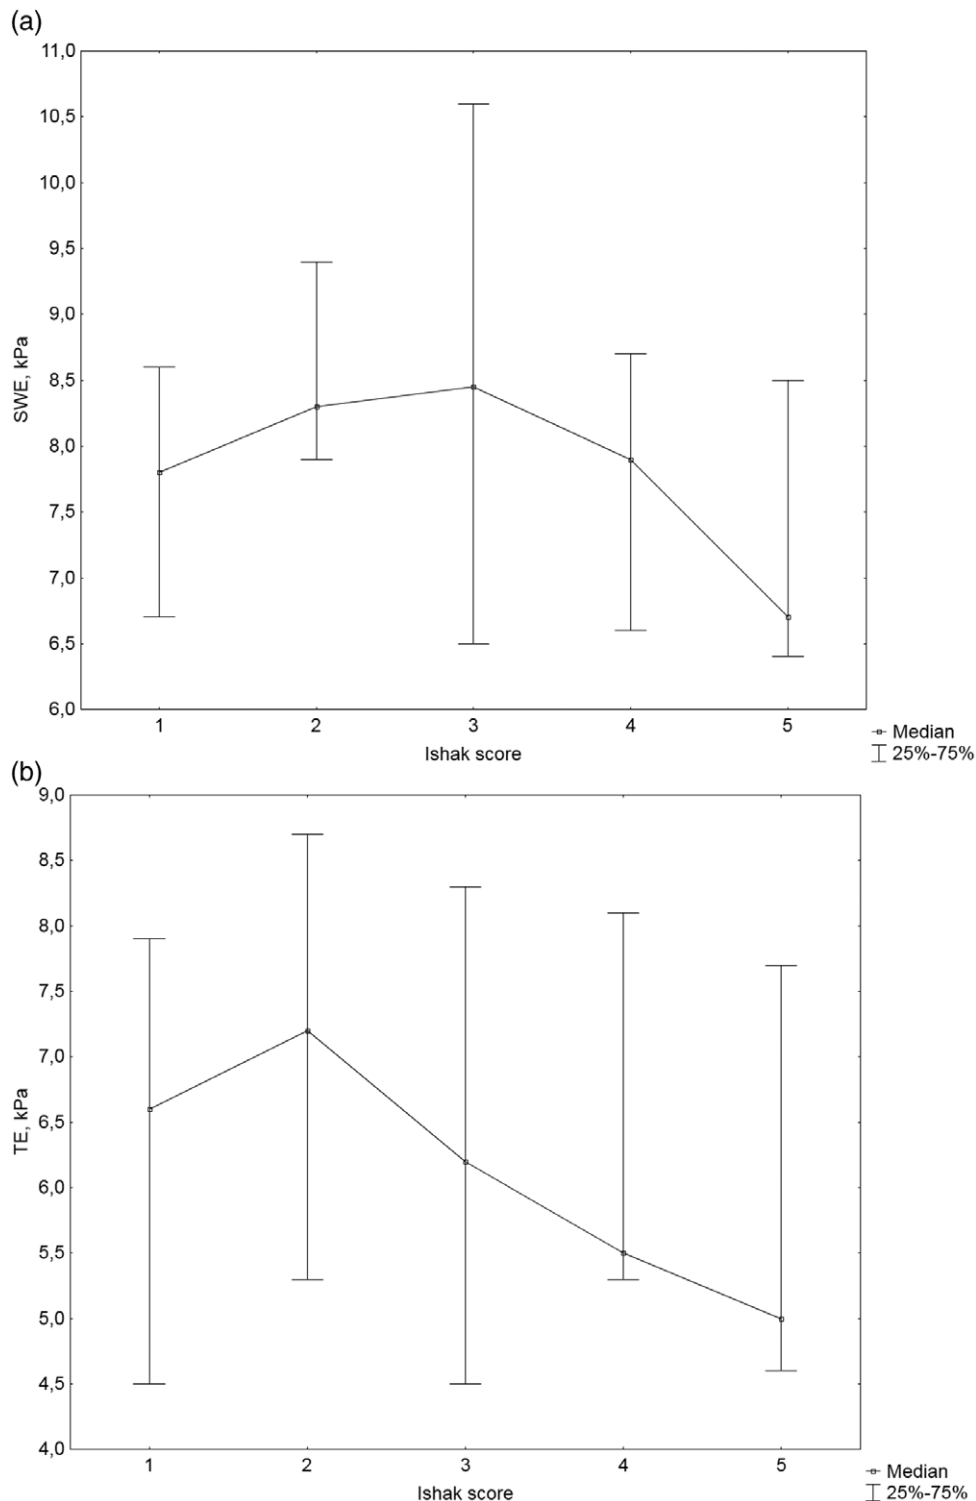 (a)
11,0
10,5
10,0
9,5
9,0
8,5
8,0
7,5
7,0
6,5
6,0
SWE, kPa
1 2 3 4 5
Ishak score
Median
25%-75%
(b)
9,0
8,5
8,0
7,5
7,0
6,5
6,0
5,5
5,0
4,5
4,0
TE, kPa
1 2 3 4 5
Ishak score
Median
25%-75%